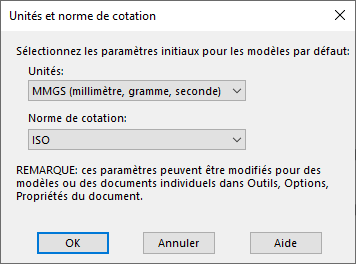 Unités et norme de cotation
Sélectionnez les paramètres initiaux pour les modèles par défaut:
Unités:
MMGS (millimètre, gramme, seconde)
Norme de cotation:
ISO
REMARQUE: ces paramètres peuvent être modifiés pour des
modèles ou des documents individuels dans Outils, Options,
Propriétés du document.
OK
Annuler
Aide